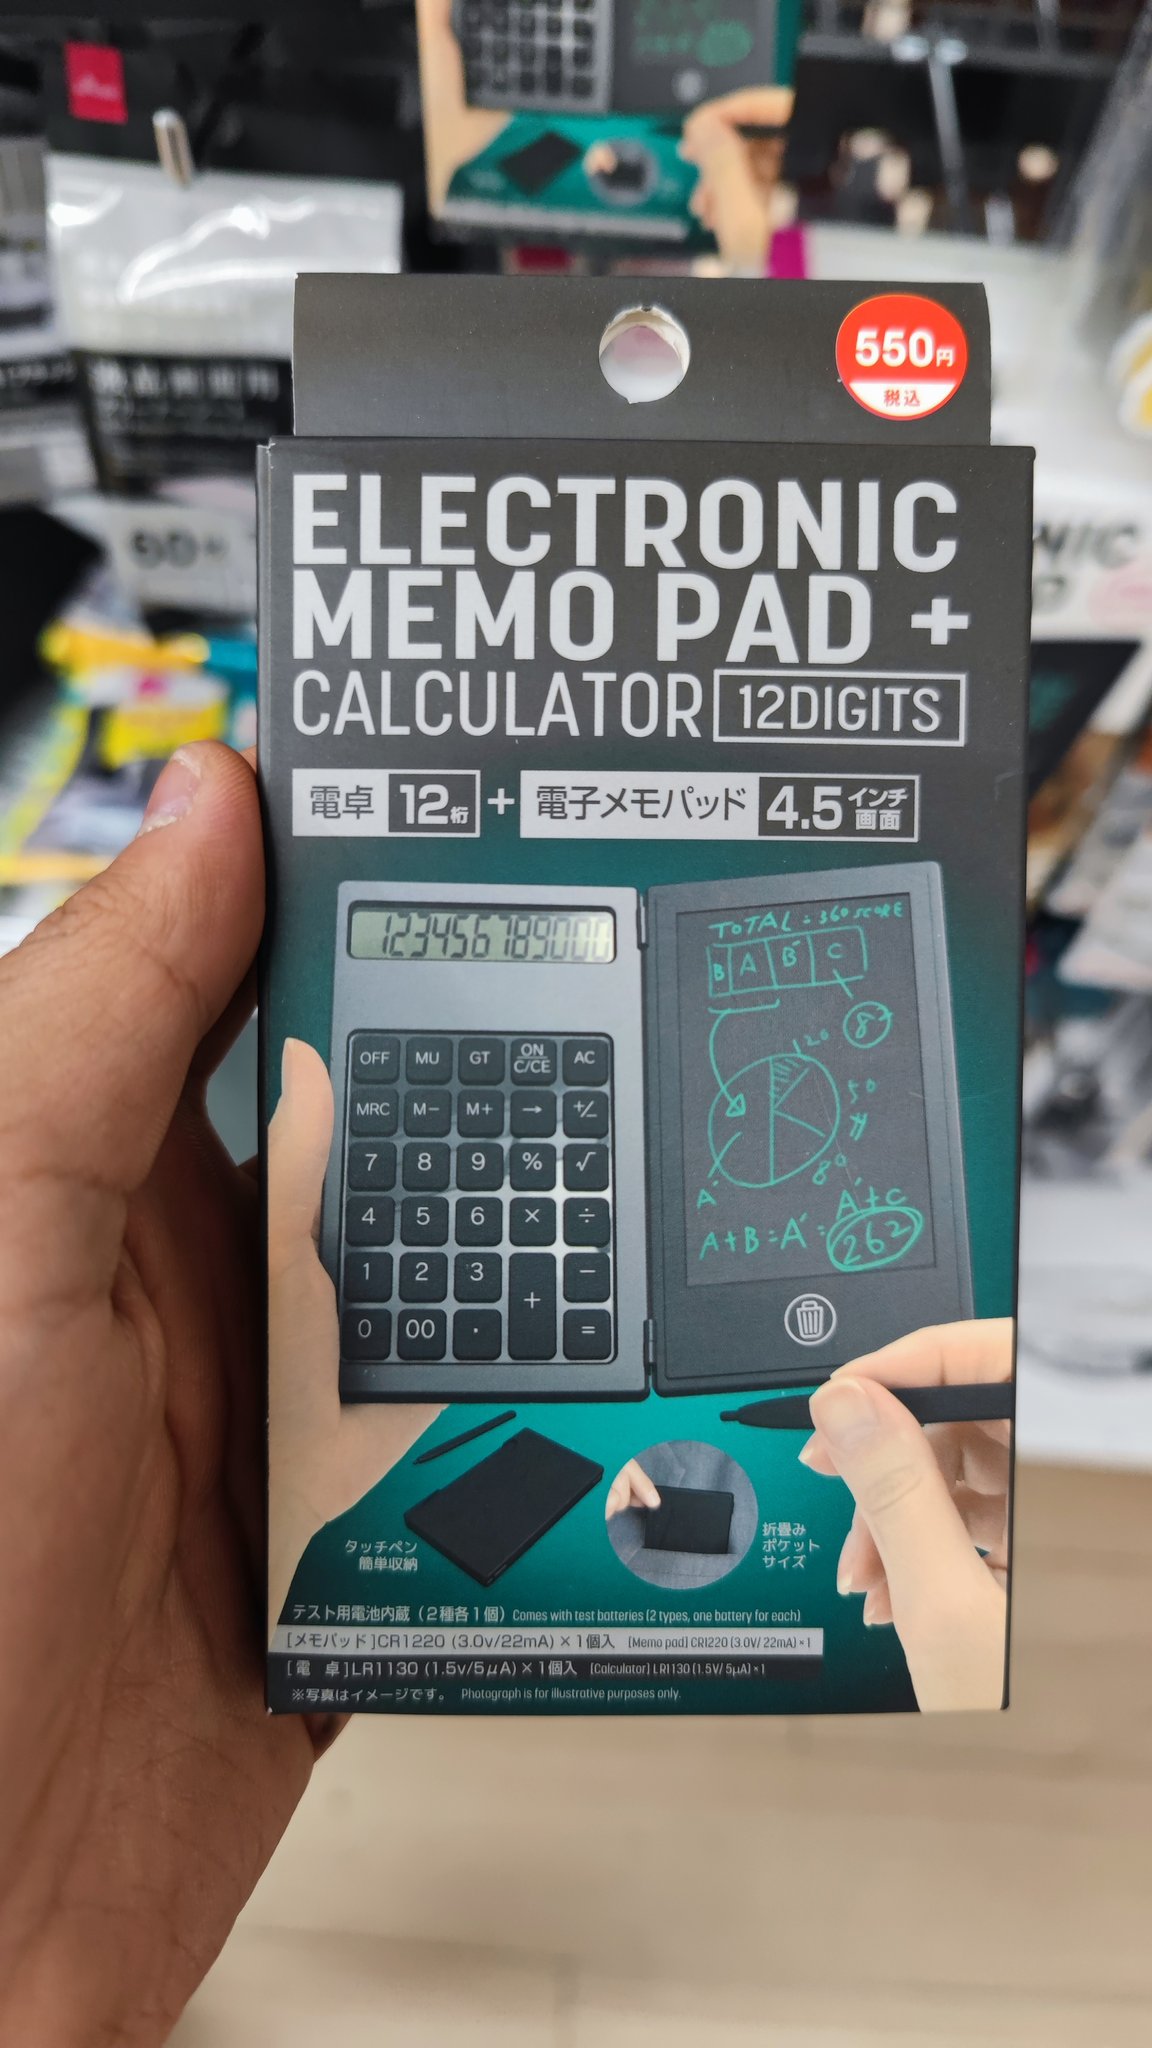 550円
税込
ELECTRONIC
MEMO PAD +
CALCULATOR 12DIGITS
電卓 12桁 + 電子メモパッド 4.5インチ画面
123456789000
OFF MU GT ON C/CE AC
MRC M− M+ → +/−
7 8 9 % √
4 5 6 × ÷
1 2 3 + −
0 00 . =
TOTAL = 360 SCORE
B A B' C
8
120
50
80
A'
A'+C
A+B=A'=262
タッチペン
簡単収納
折畳み
ポケット
サイズ
テスト用電池内蔵（2種各1個） Comes with test batteries (2 types, one battery for each)
[メモパッド]CR1220 (3.0v/22mA) × 1個入 [Memo pad] CR1220 (3.0V/ 22mA) × 1
[電 卓]LR1130 (1.5v/5μA) × 1個入 [Calculator] LR1130 (1.5V/ 5μA) × 1
※写真はイメージです。 Photograph is for illustrative purposes only.